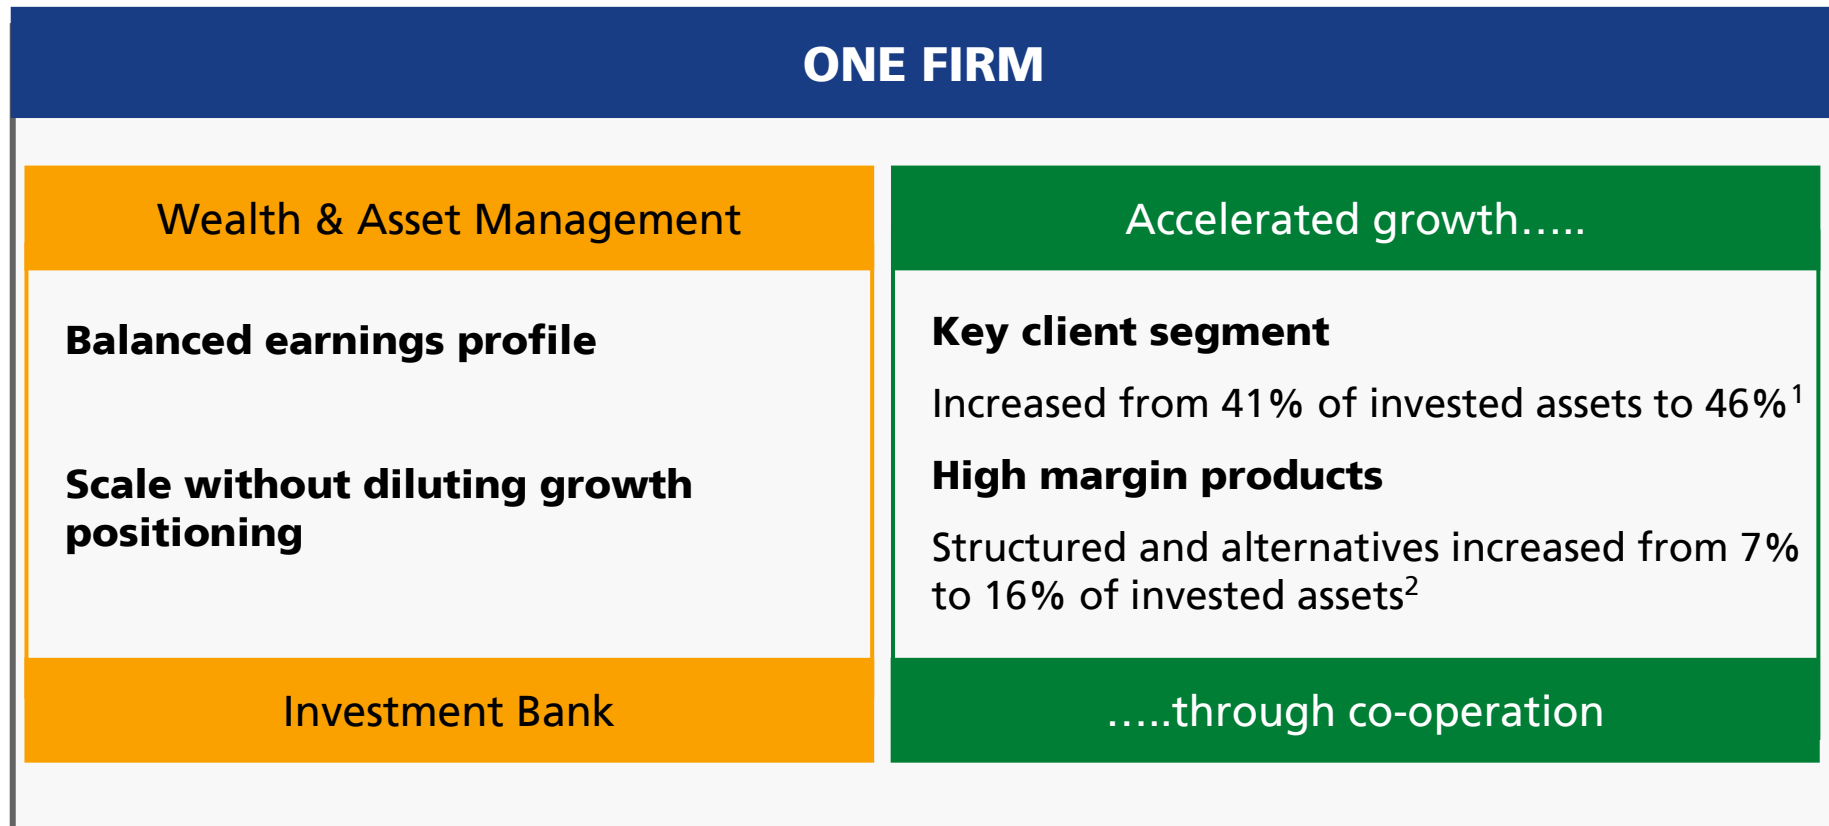 ONE FIRM
Wealth & Asset Management
Balanced earnings profile
Scale without diluting growth
positioning
Investment Bank
Accelerated growth.....
Key client segment
Increased from 41% of invested assets to 46%¹
High margin products
Structured and alternatives increased from 7%
to 16% of invested assets²
.....through co-operation